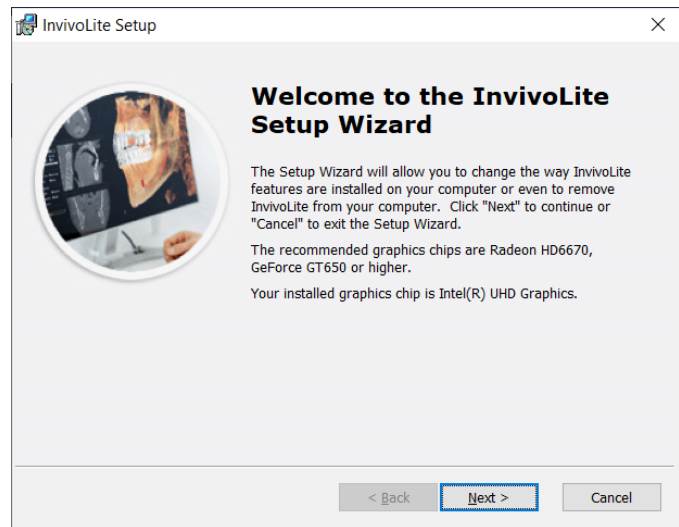 InvivoLite Setup
Welcome to the InvivoLite
Setup Wizard
The Setup Wizard will allow you to change the way InvivoLite
features are installed on your computer or even to remove
InvivoLite from your computer.  Click "Next" to continue or
"Cancel" to exit the Setup Wizard.
The recommended graphics chips are Radeon HD6670,
GeForce GT650 or higher.
Your installed graphics chip is Intel(R) UHD Graphics.
< Back
Next >
Cancel